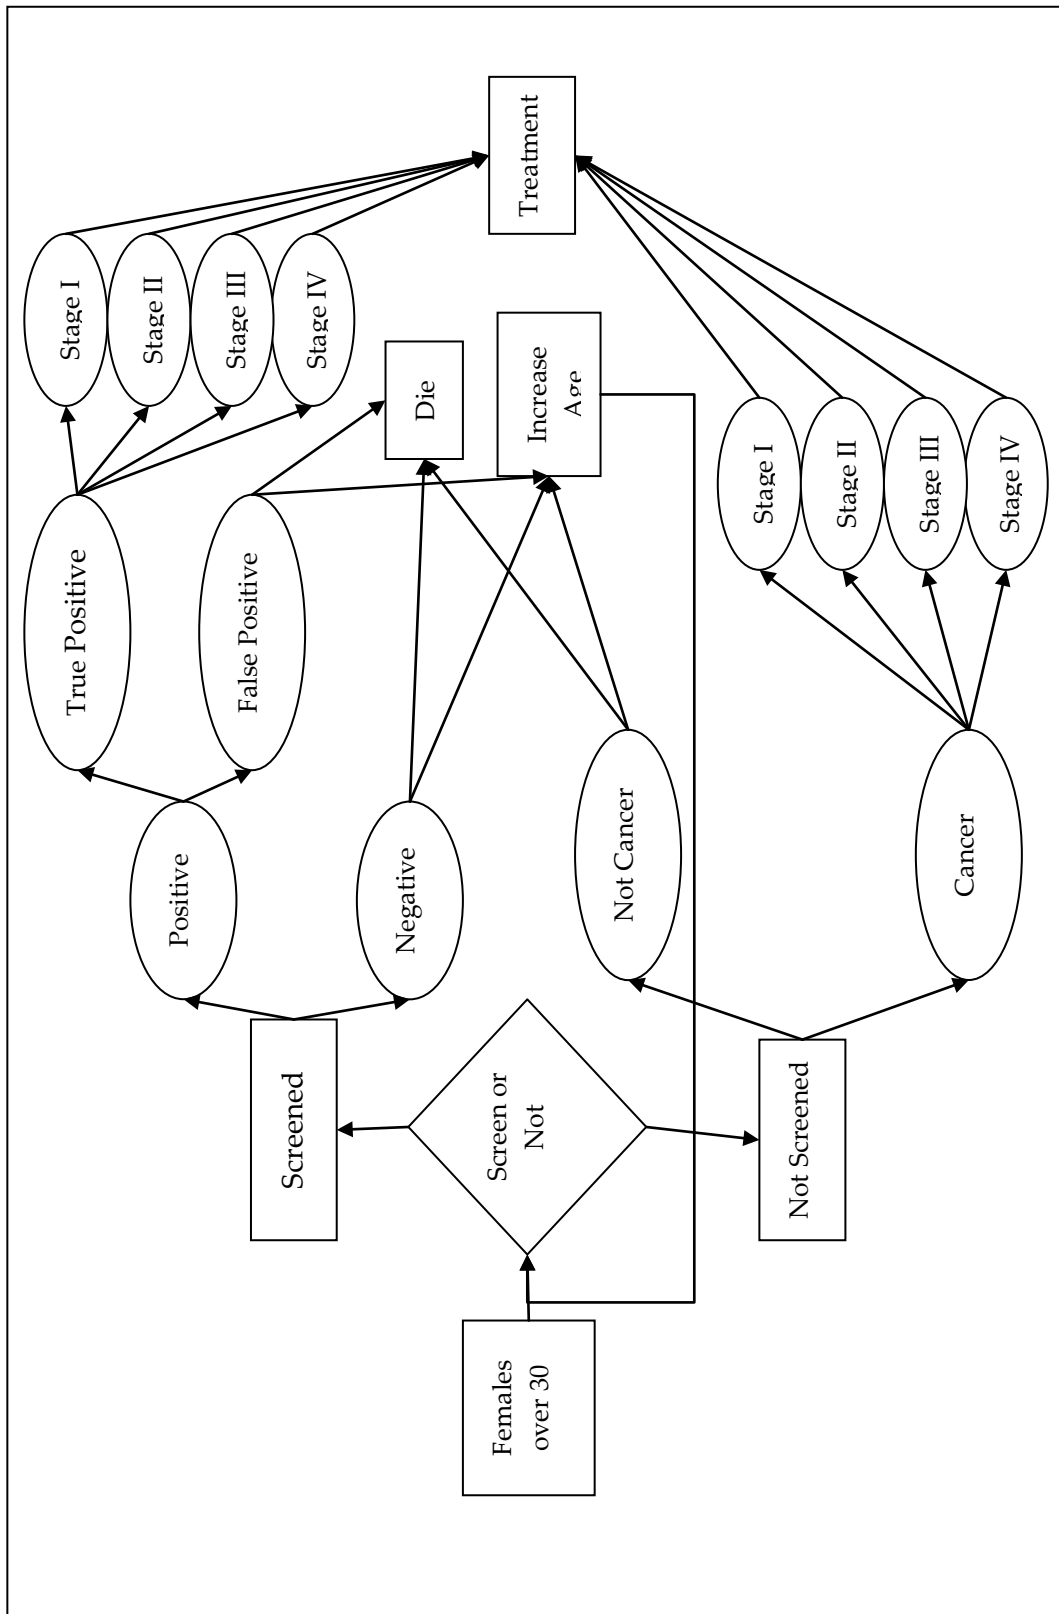 Females
over 30
Screen or
Not
Screened
Not Screened
Positive
Negative
Not Cancer
Cancer
True Positive
False Positive
Stage I
Stage II
Stage III
Stage IV
Die
Increase
Age
Stage I
Stage II
Stage III
Stage IV
Treatment